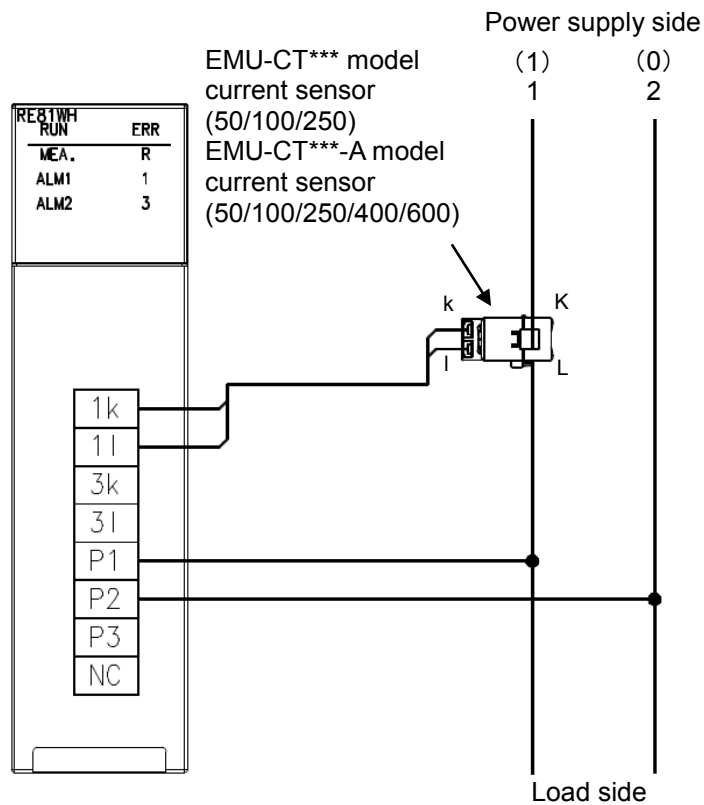 Power supply side
EMU-CT*** model
current sensor
(50/100/250)
EMU-CT***-A model
current sensor
(50/100/250/400/600)
(1) (0)
1 2
RE81WH
RUN ERR
MEA. R
ALM1 1
ALM2 3
k K
l L
1k
1l
3k
3l
P1
P2
P3
NC
Load side